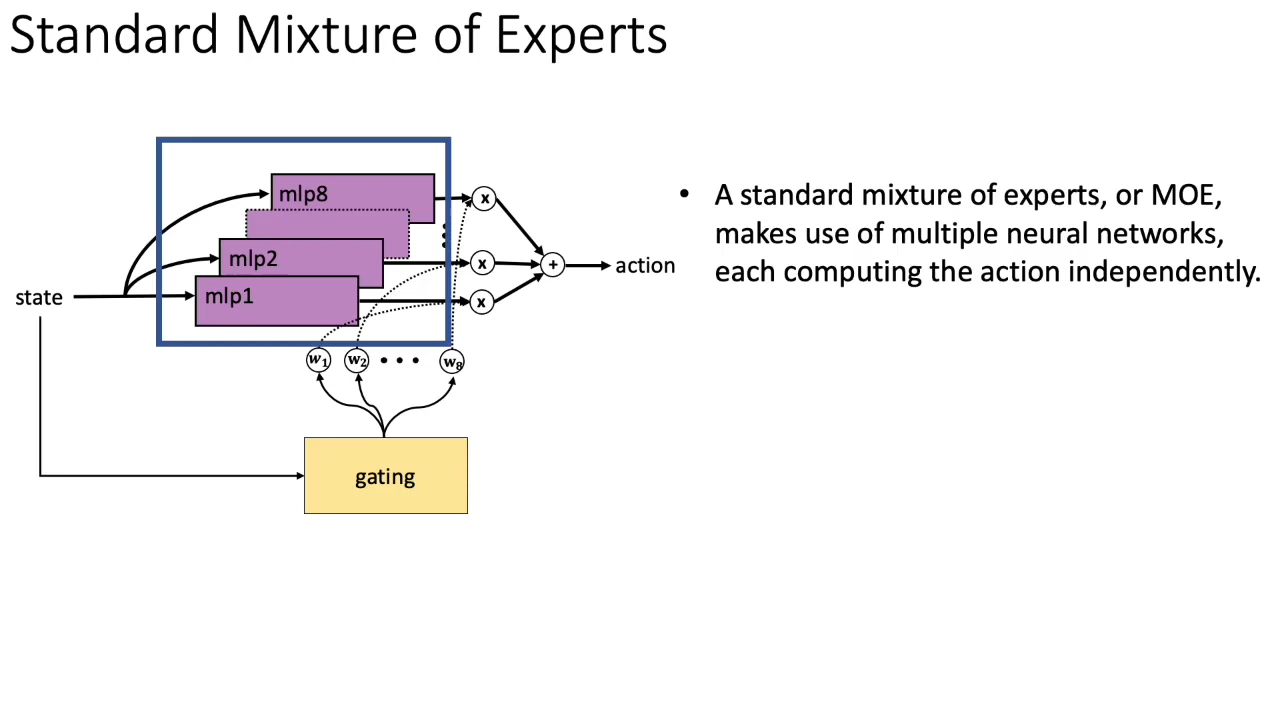 Standard Mixture of Experts
mlp8
mlp2
mlp1
state
x
x
x
+
action
w1
w2
w8
gating
• A standard mixture of experts, or MOE,
makes use of multiple neural networks,
each computing the action independently.